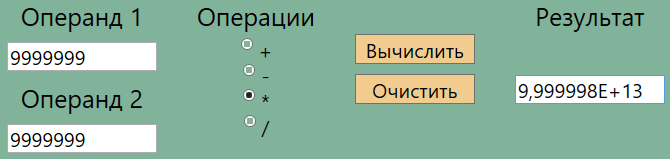 Операнд 1
Операции
Результат
9999999
+
-
*
/
Вычислить
Очистить
9,999998E+13
Операнд 2
9999999